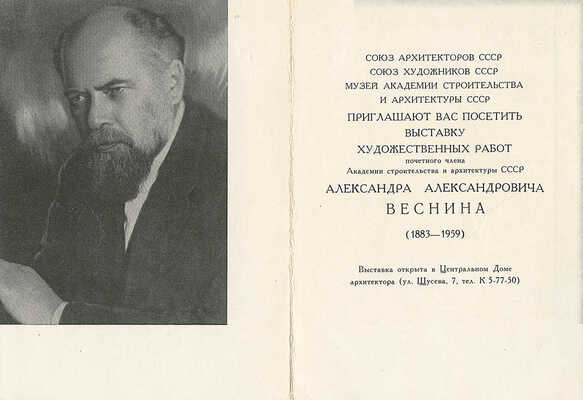 СОЮЗ АРХИТЕКТОРОВ СССР
СОЮЗ ХУДОЖНИКОВ СССР
МУЗЕЙ АКАДЕМИИ СТРОИТЕЛЬСТВА
И АРХИТЕКТУРЫ СССР
ПРИГЛАШАЮТ ВАС ПОСЕТИТЬ
ВЫСТАВКУ
ХУДОЖЕСТВЕННЫХ РАБОТ
почетного члена
Академии строительства и архитектуры СССР
АЛЕКСАНДРА АЛЕКСАНДРОВИЧА
ВЕСНИНА
(1883—1959)
Выставка открыта в Центральном Доме
архитектора (ул. Щусева, 7, тел. К 5-77-50)